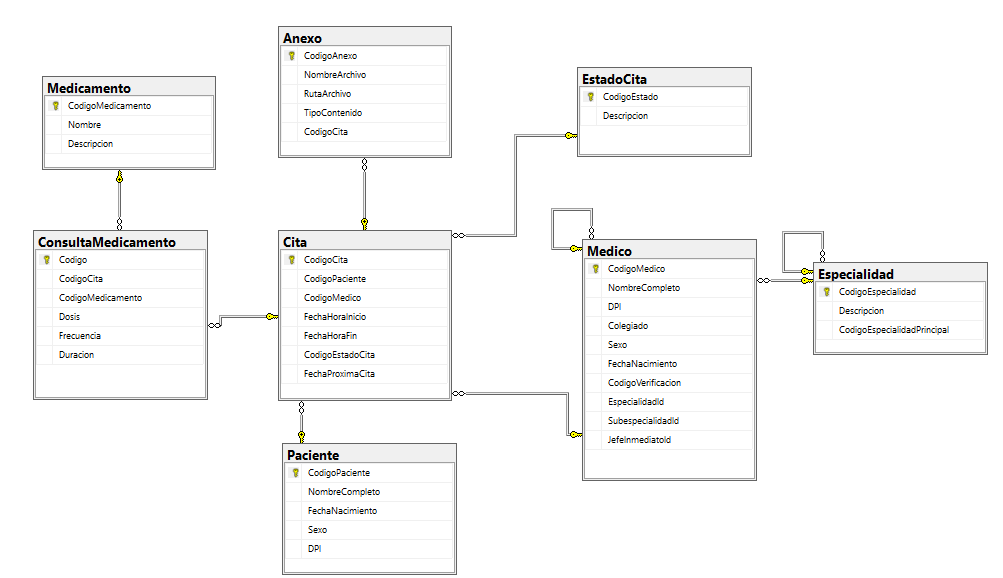 Anexo
CodigoAnexo
NombreArchivo
RutaArchivo
TipoContenido
CodigoCita
Medicamento
CodigoMedicamento
Nombre
Descripcion
EstadoCita
CodigoEstado
Descripcion
ConsultaMedicamento
Codigo
CodigoCita
CodigoMedicamento
Dosis
Frecuencia
Duracion
Cita
CodigoCita
CodigoPaciente
CodigoMedico
FechaHoraInicio
FechaHoraFin
CodigoEstadoCita
FechaProximaCita
Medico
CodigoMedico
NombreCompleto
DPI
Colegiado
Sexo
FechaNacimiento
CodigoVerificacion
EspecialidadId
SubespecialidadId
JefeInmediatoId
Especialidad
CodigoEspecialidad
Descripcion
CodigoEspecialidadPrincipal
Paciente
CodigoPaciente
NombreCompleto
FechaNacimiento
Sexo
DPI